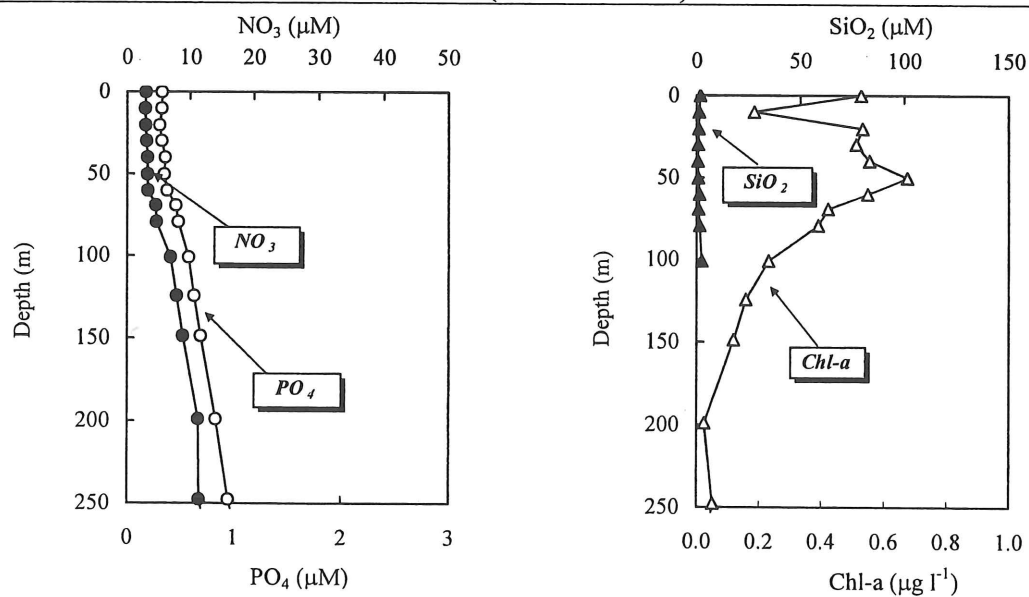 NO3 (μM)
0 10 20 30 40 50
0
50
100
150
200
250
Depth (m)
NO3
PO4
0 1 2 3
PO4 (μM)
SiO2 (μM)
0 50 100 150
0
50
100
150
200
250
Depth (m)
SiO2
Chl-a
0.0 0.2 0.4 0.6 0.8 1.0
Chl-a (μg l-1)